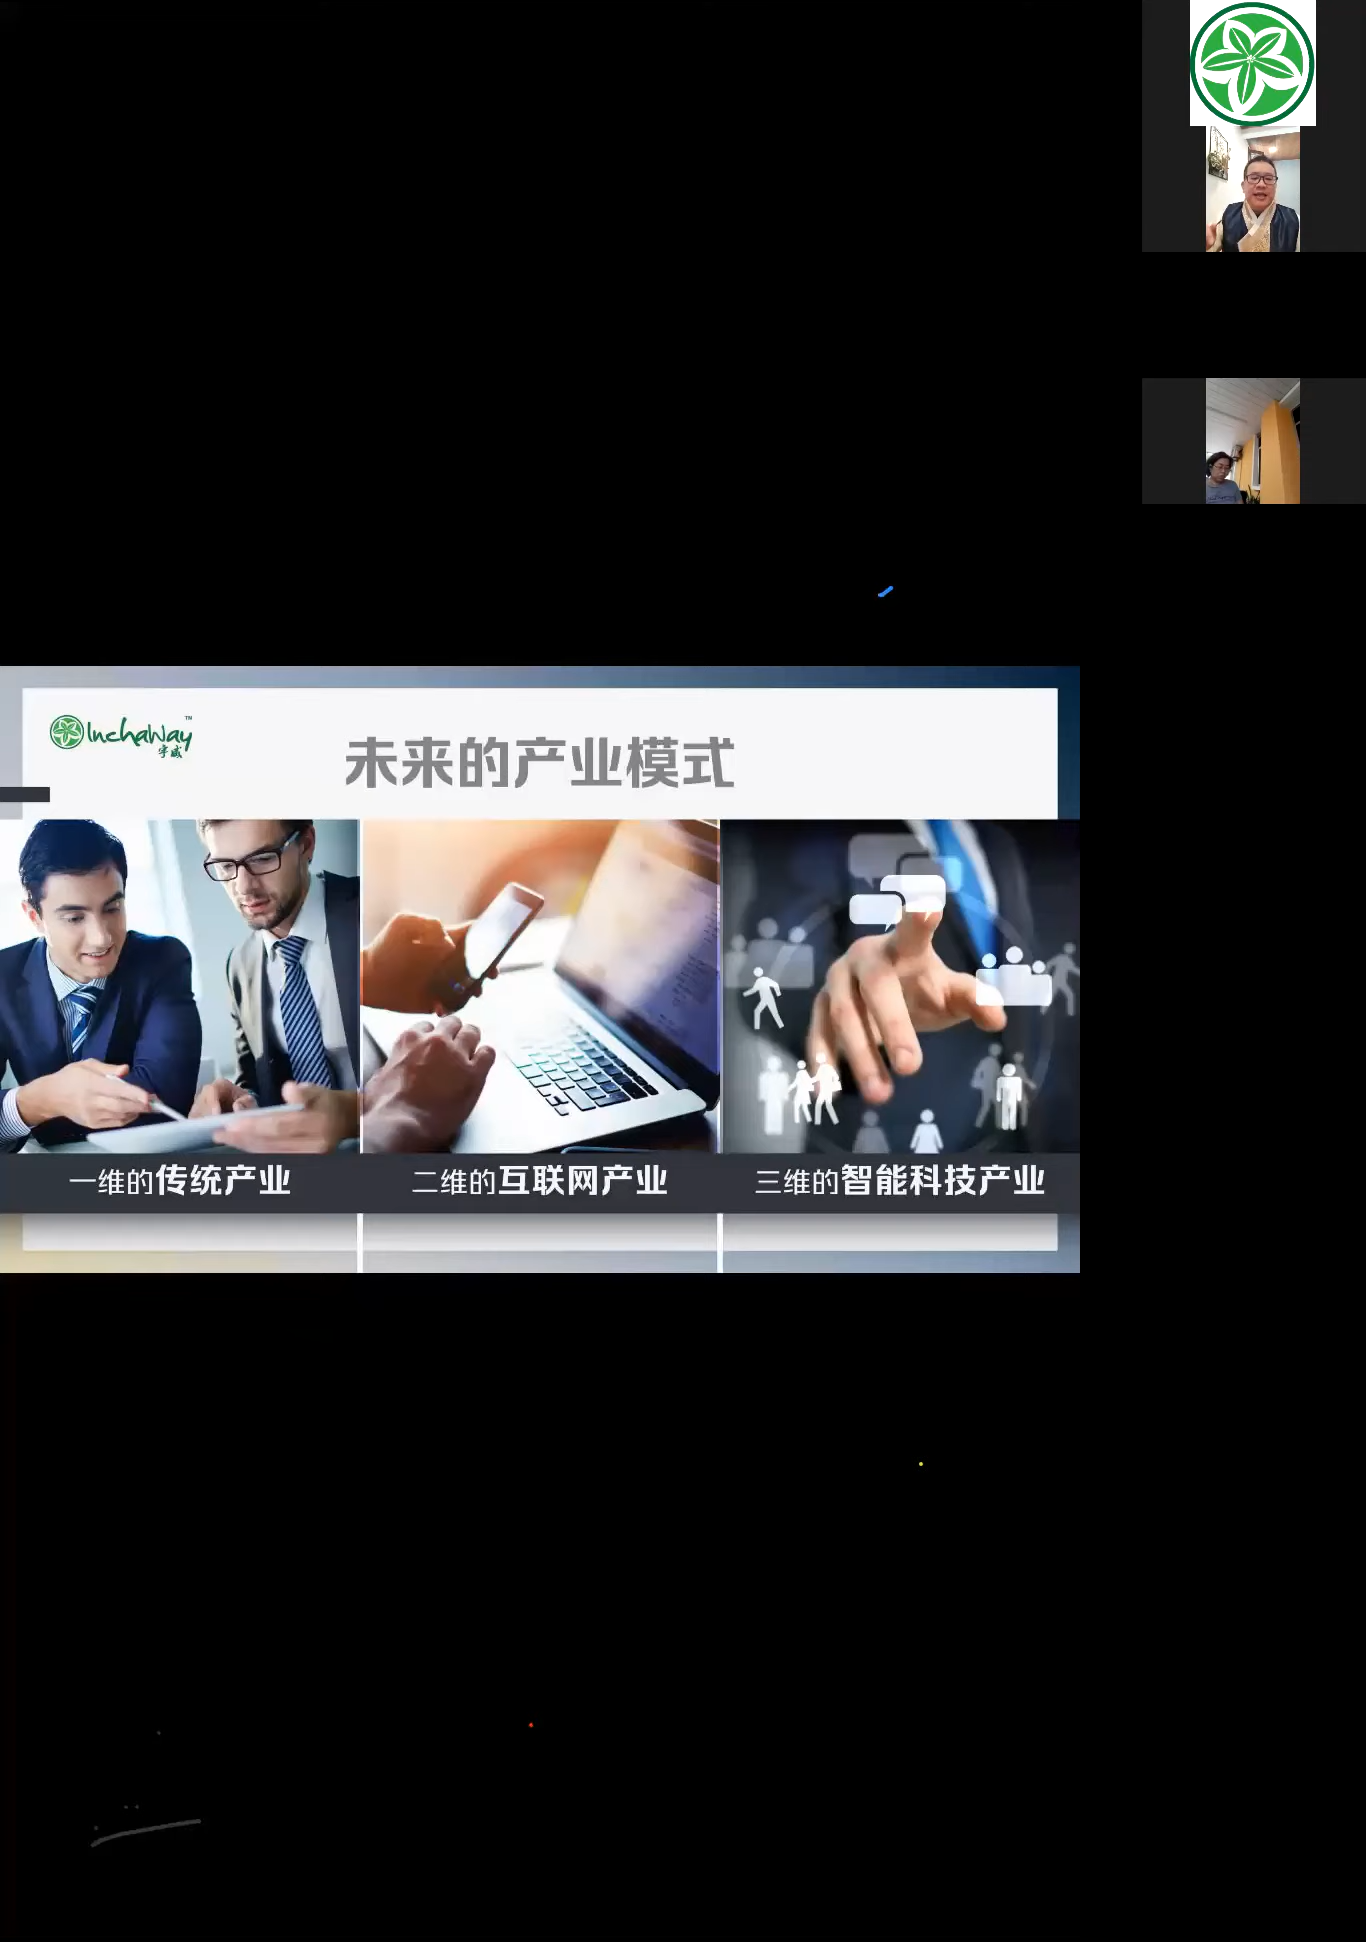 InchaWay™
宇威
未来的产业模式
一维的传统产业
二维的互联网产业
三维的智能科技产业